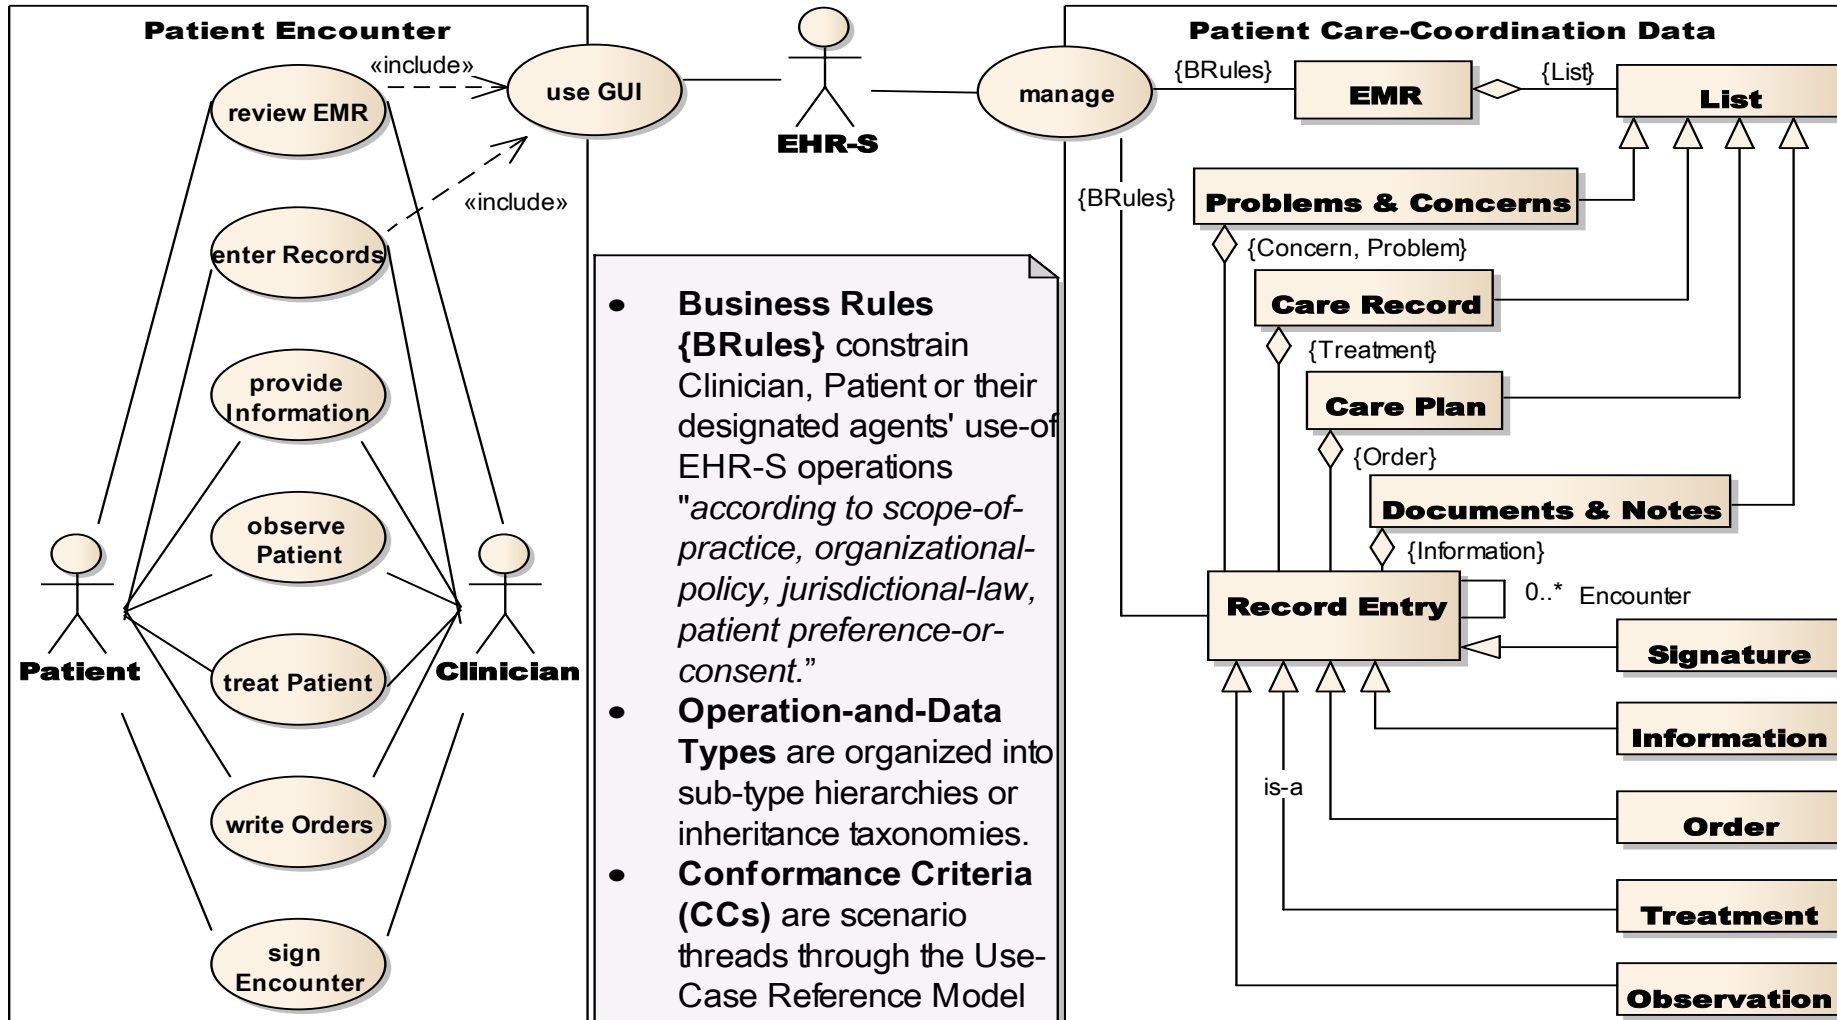 Patient Encounter
«include»
review EMR
use GUI
«include»
enter Records
provide
Information
observe
Patient
Patient
Clinician
treat Patient
write Orders
sign
Encounter
EHR-S
• Business Rules
{BRules} constrain
Clinician, Patient or their
designated agents' use-of
EHR-S operations
"according to scope-of-
practice, organizational-
policy, jurisdictional-law,
patient preference-or-
consent.”
• Operation-and-Data
Types are organized into
sub-type hierarchies or
inheritance taxonomies.
• Conformance Criteria
(CCs) are scenario
threads through the Use-
Case Reference Model
Patient Care-Coordination Data
manage
{BRules}
EMR
{List}
List
{BRules}
Problems & Concerns
{Concern, Problem}
Care Record
{Treatment}
Care Plan
{Order}
Documents & Notes
{Information}
Record Entry
0..* Encounter
Signature
Information
is-a
Order
Treatment
Observation